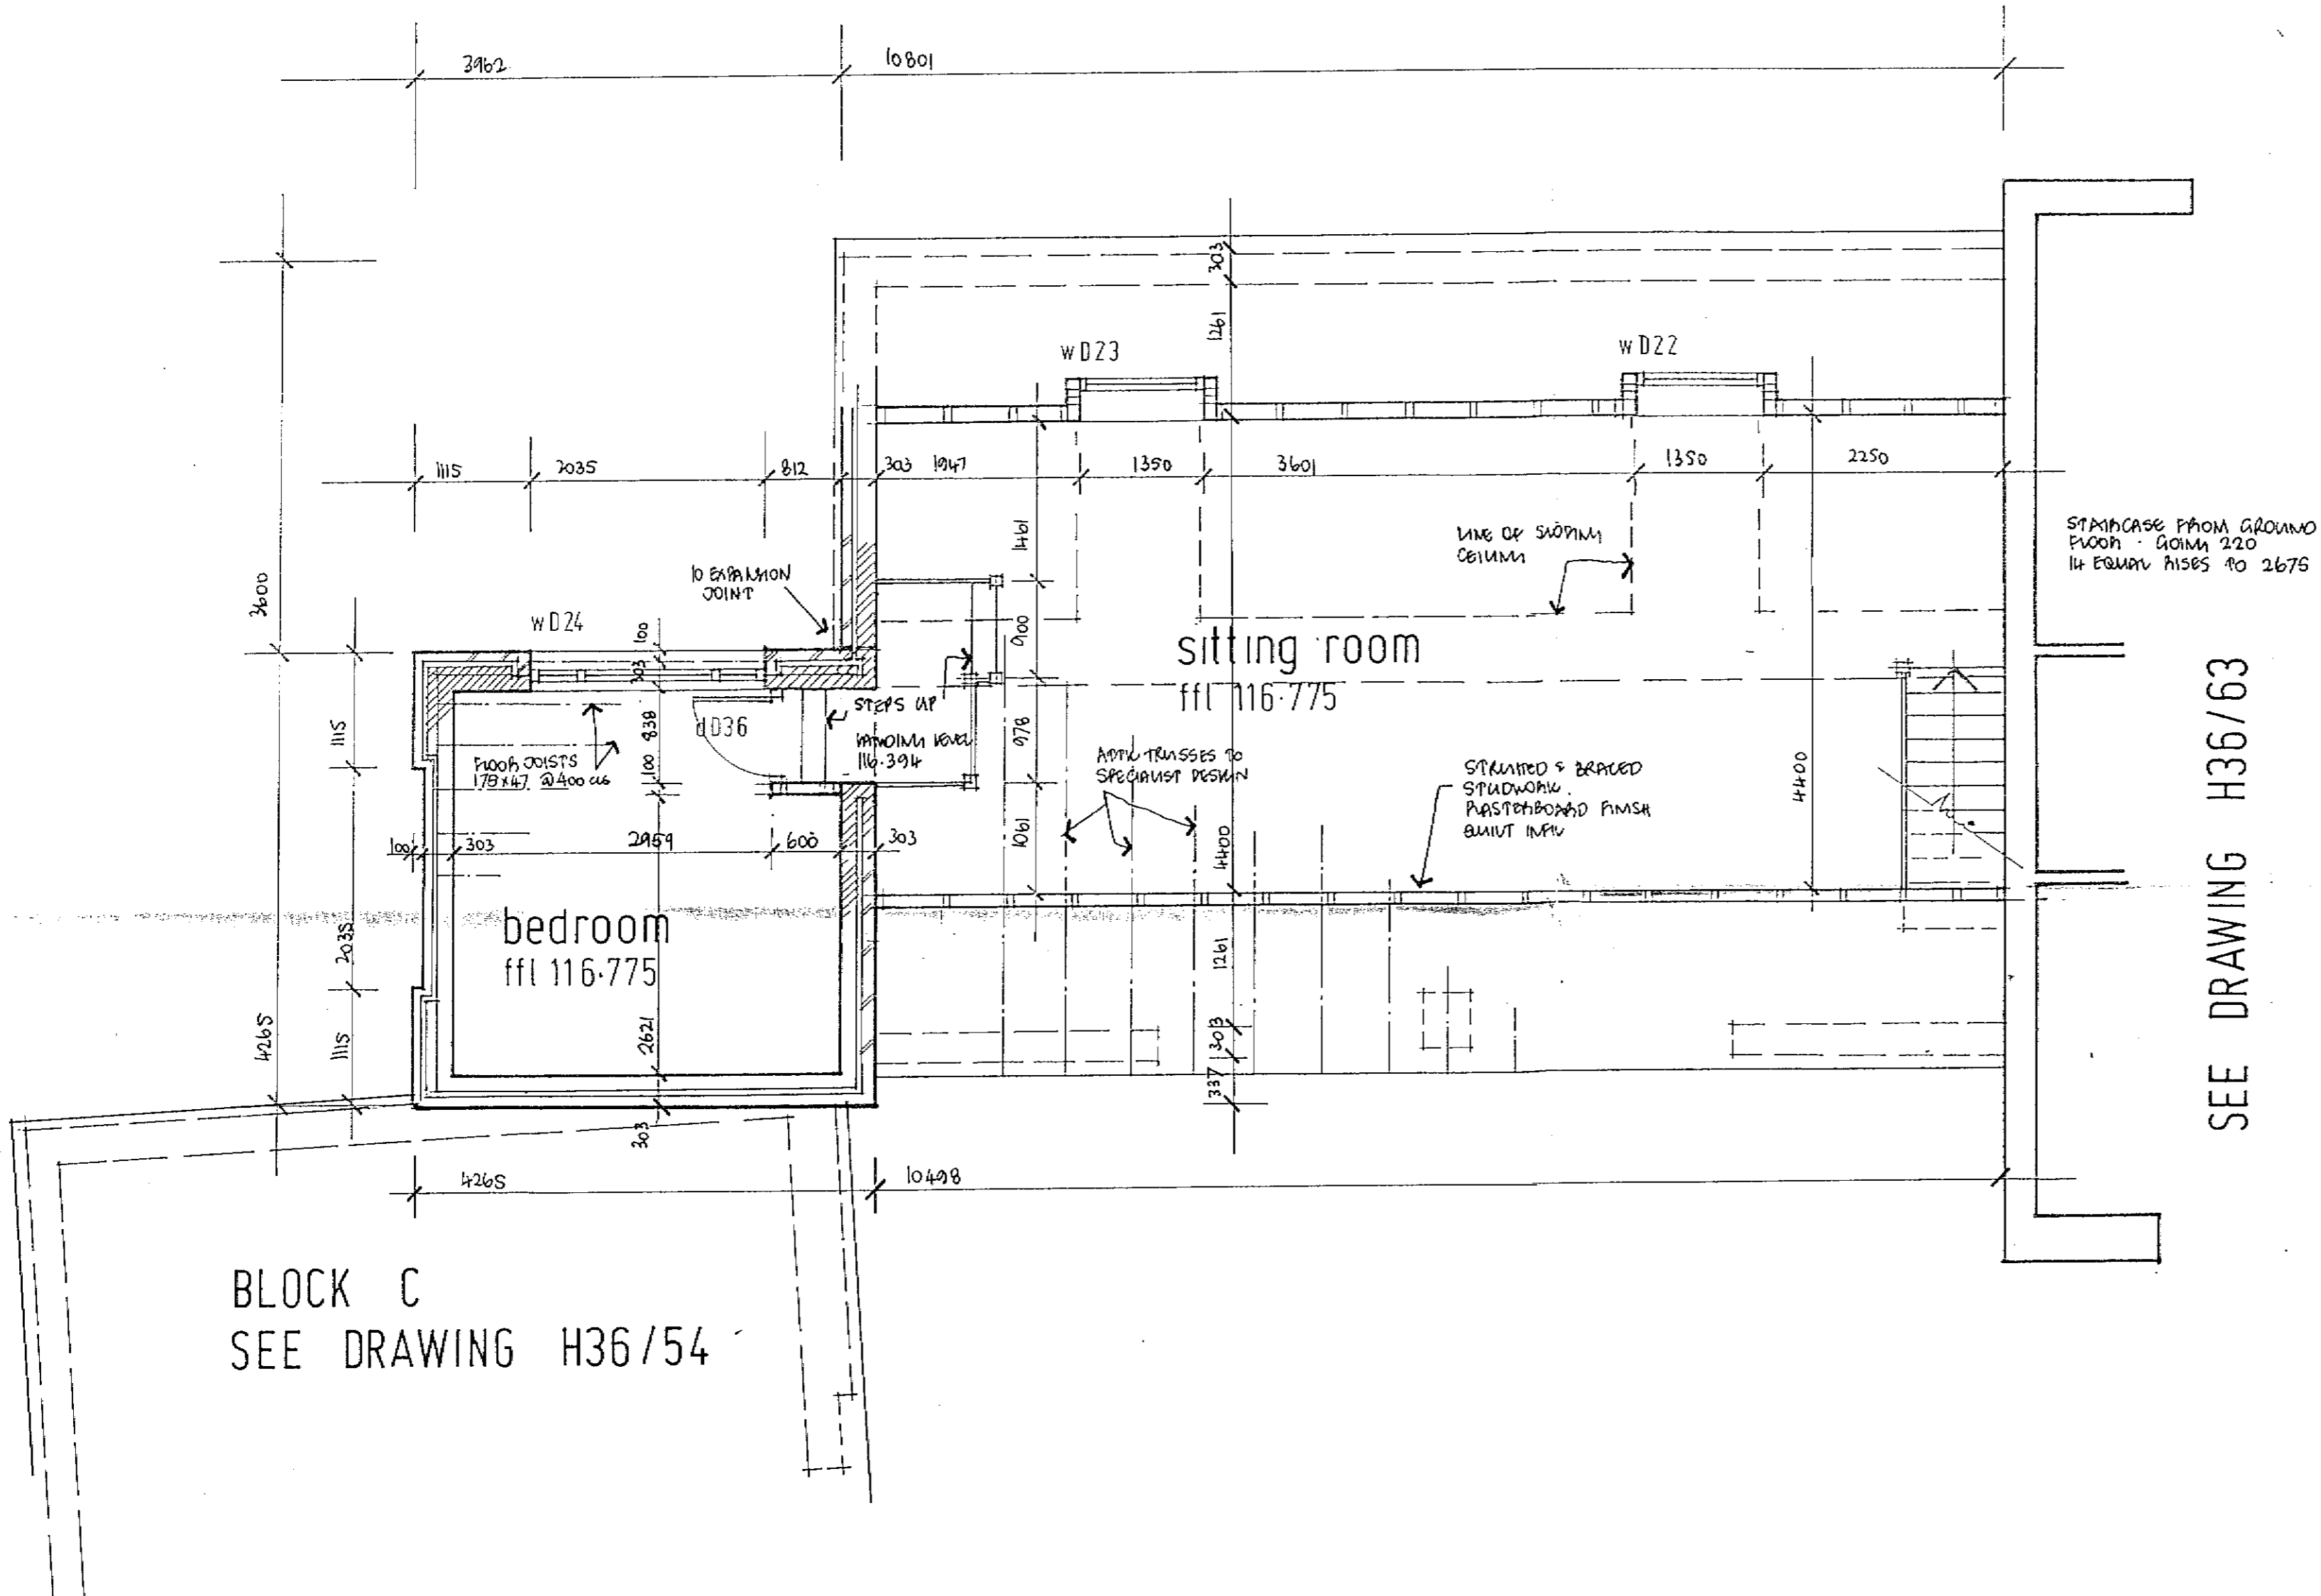 3962
10801
303
1261
wD23
wD22
1115
2035
812
303
1947
1350
3601
1350
2250
STAIRCASE FROM GROUND
FLOOR . GOING 220
14 EQUAL RISES TO 2675
LINE OF SLOPING
CEILING
1461
10 EXPANSION
JOINT
3600
wD24
100
303
900
sitting room
ffl 116.775
STEPS UP
dD36
838
1115
LANDING LEVEL
116.394
978
FLOOR JOISTS
175x47 @ 400 c/s
100
ATTIC TRUSSES TO
SPECIALIST DESIGN
STRUTTED & BRACED
STUDWORK.
PLASTERBOARD FINISH
QUILT INFILL
4400
SEE DRAWING H36/63
100
303
2959
600
303
1061
4400
bedroom
ffl 116.775
2035
1261
4265
1115
2621
303
337
303
4265
10498
BLOCK C
SEE DRAWING H36/54